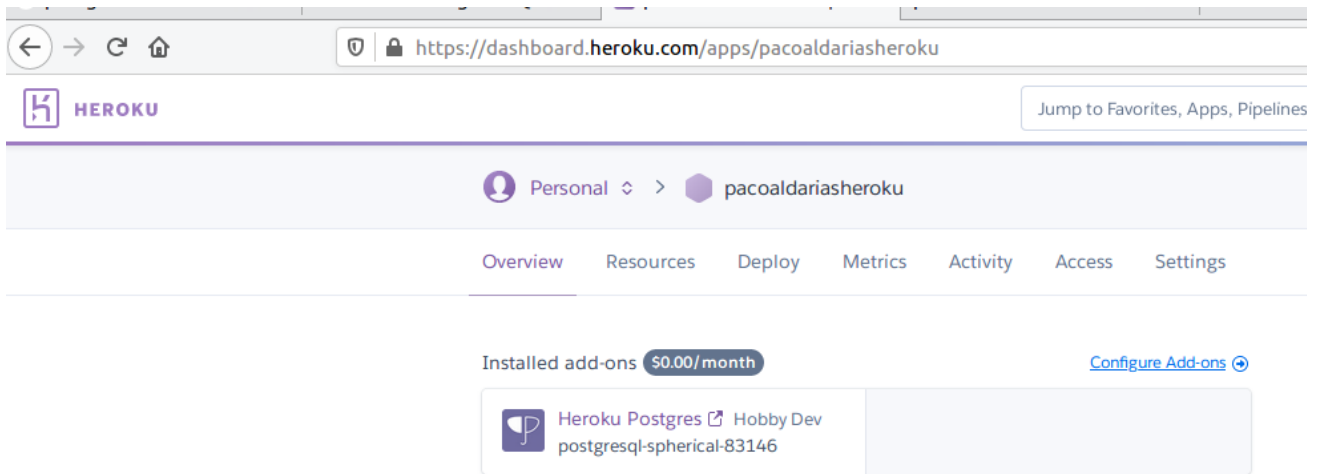 https://dashboard.heroku.com/apps/pacoaldariasheroku
HEROKU
Jump to Favorites, Apps, Pipelines
Personal > pacoaldariasheroku
Overview Resources Deploy Metrics Activity Access Settings
Installed add-ons $0.00/month Configure Add-ons
Heroku Postgres Hobby Dev
postgresql-spherical-83146